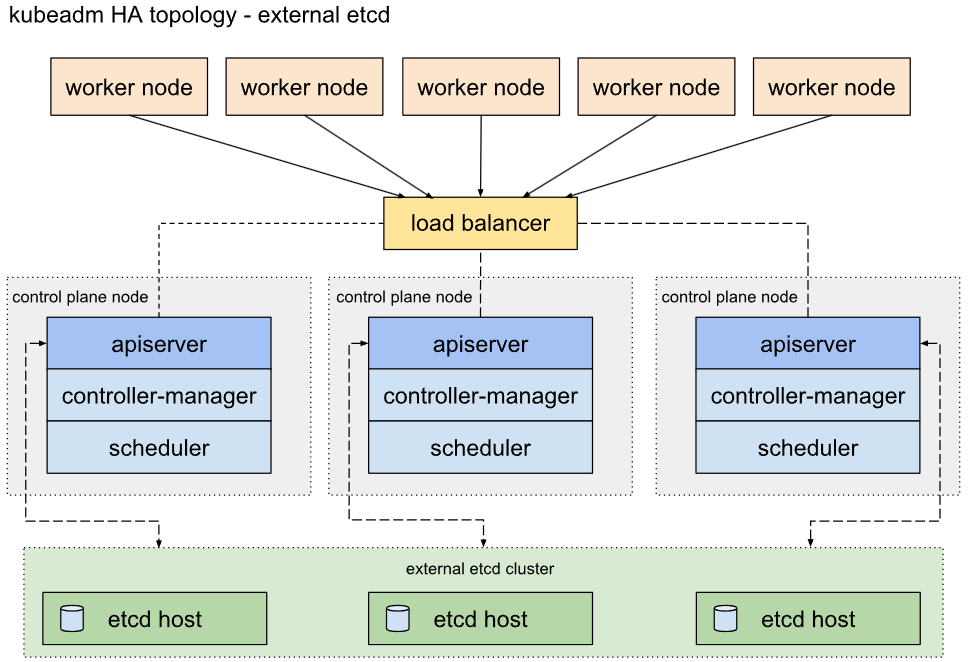 kubeadm HA topology - external etcd
worker node
worker node
worker node
worker node
worker node
load balancer
control plane node
control plane node
control plane node
apiserver
apiserver
apiserver
controller-manager
controller-manager
controller-manager
scheduler
scheduler
scheduler
external etcd cluster
etcd host
etcd host
etcd host